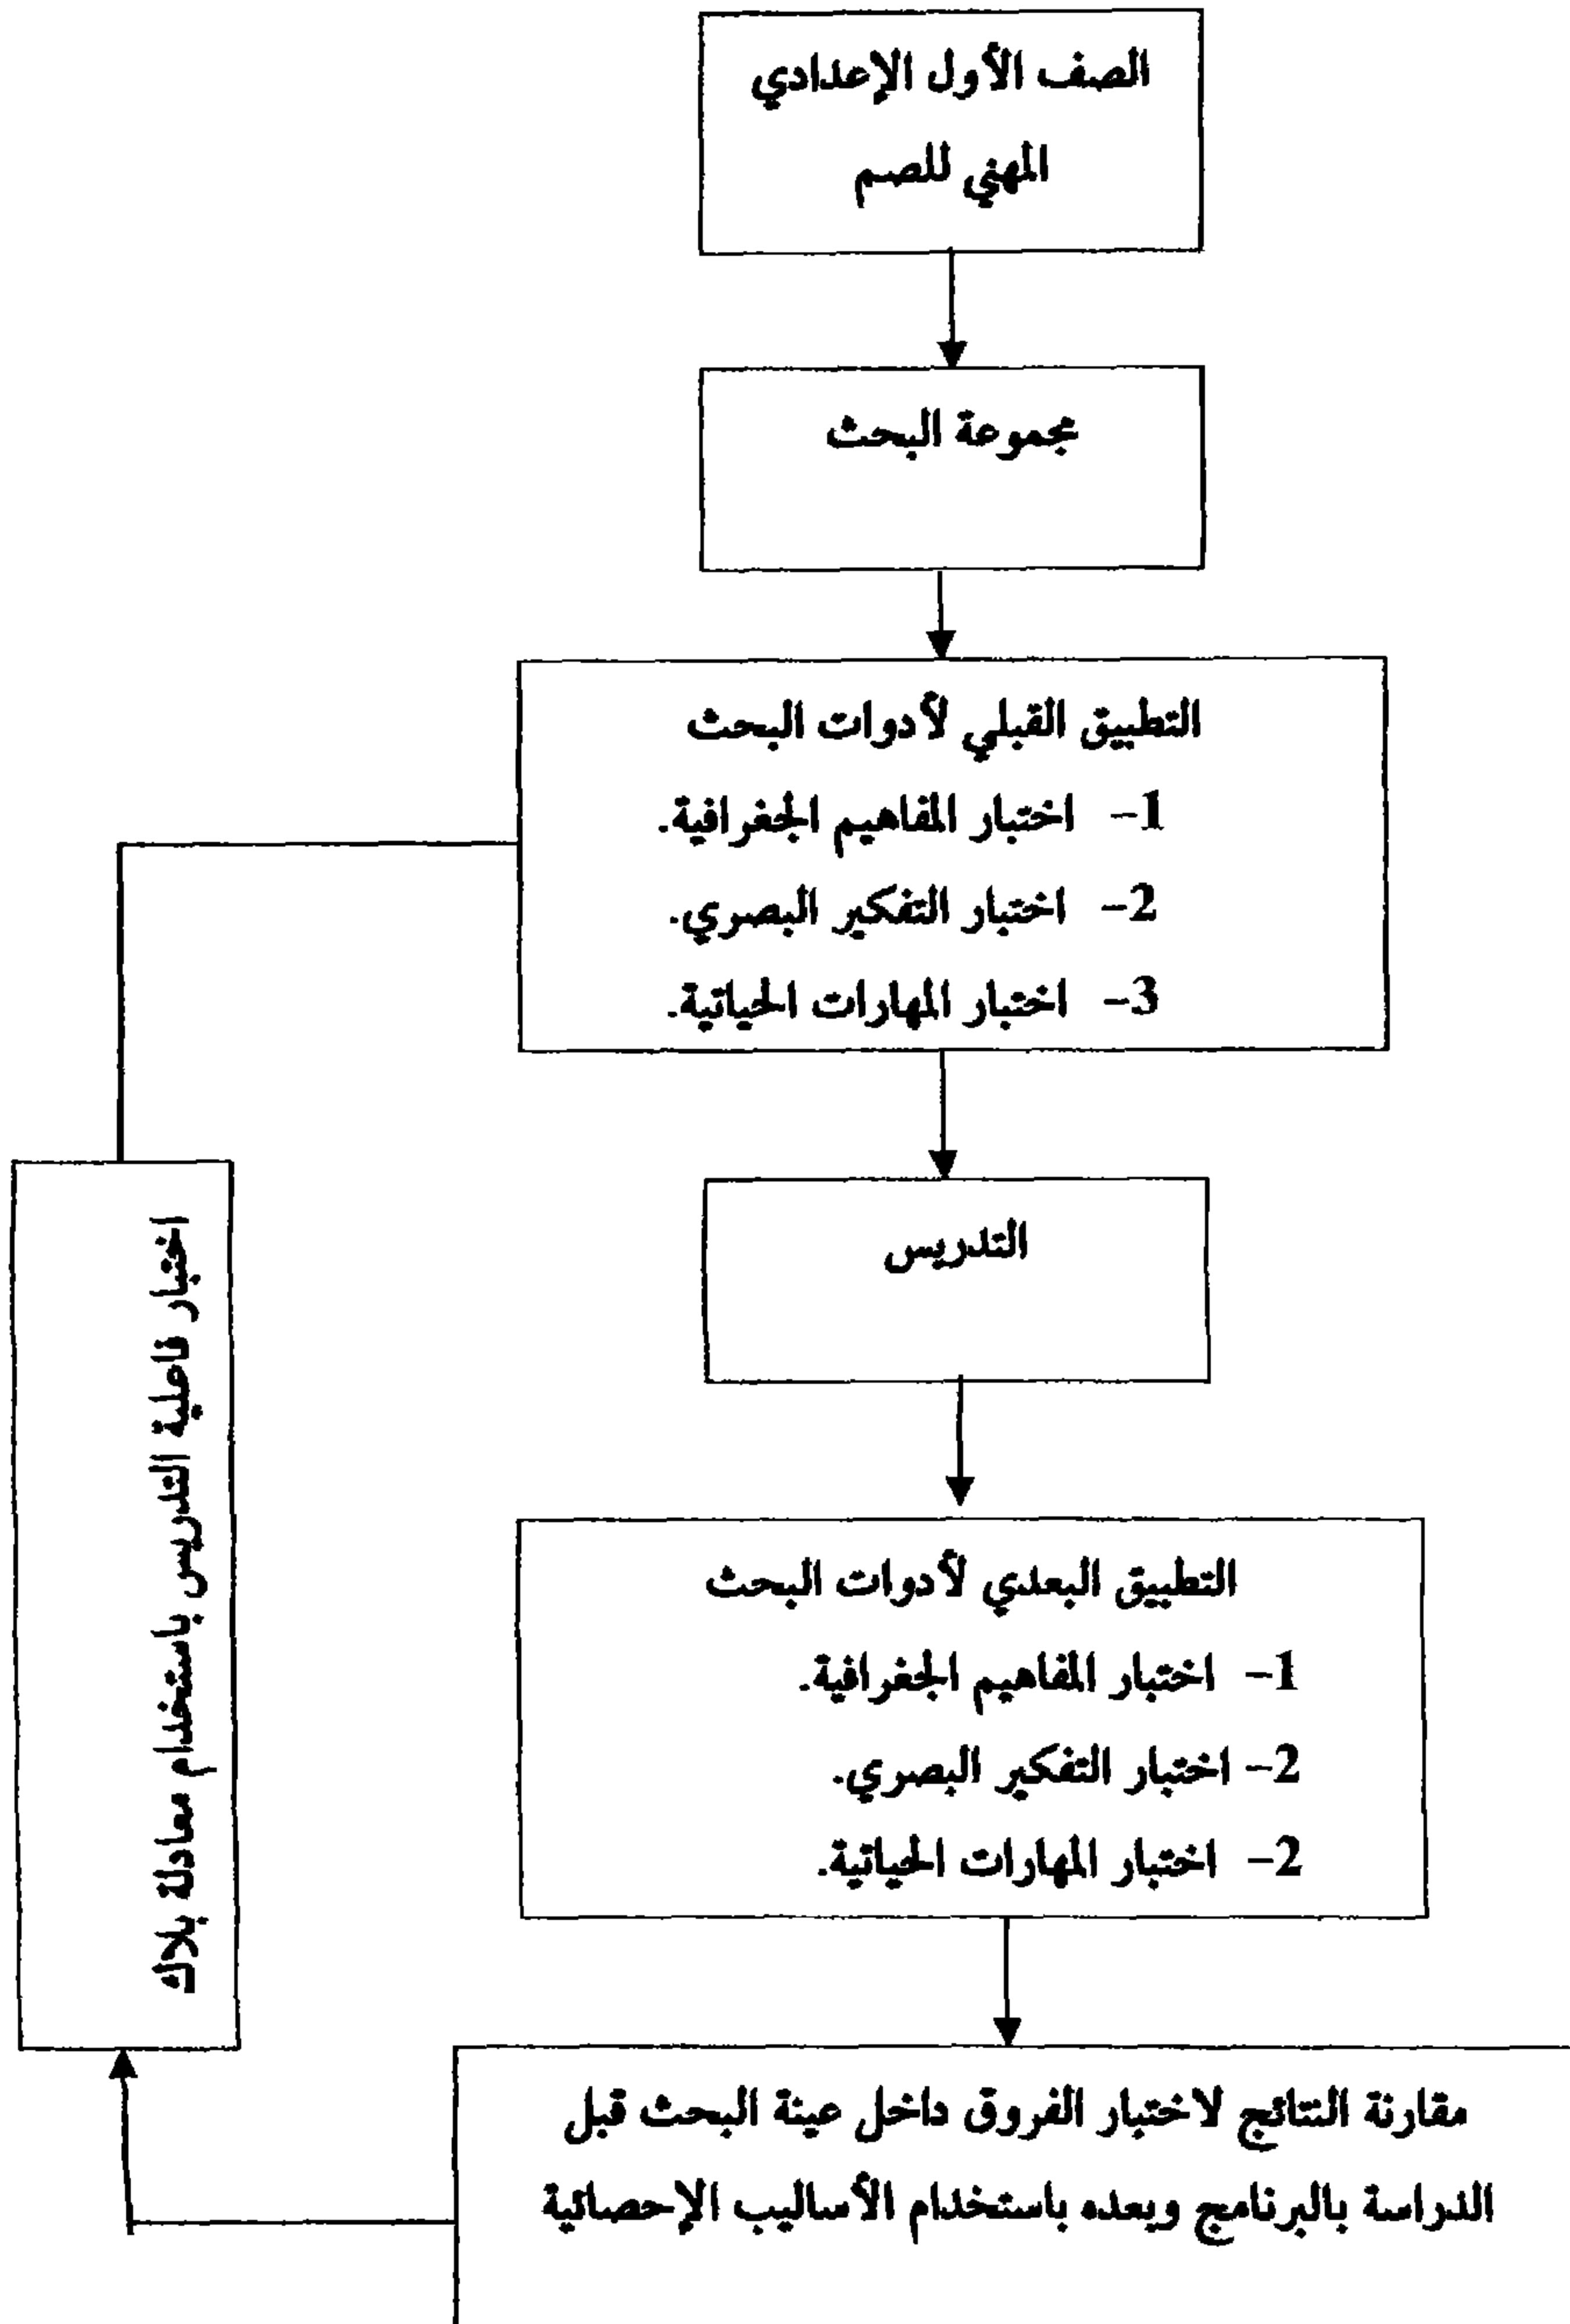 الصف الأول الإعدادي
المهني للصم
مجموعة البحث
التطبيق القبلي لأدوات البحث
1- اختبار المفاهيم الجغرافية.
2- اختبار التفكير البصري.
3- اختبار المهارات الحياتية.
التدريس
التطبيق البعدي لأدوات البحث
1- اختبار المفاهيم الجغرافية.
2- اختبار التفكير البصري.
2- اختبار المهارات الحياتية.
مقارنة النتائج لاختبار الفروق داخل عينة البحث قبل
الدراسة بالبرنامج وبعده باستخدام الأساليب الإحصائية
اختبار فاعلية التدريس باستخدام معادلة بلاك